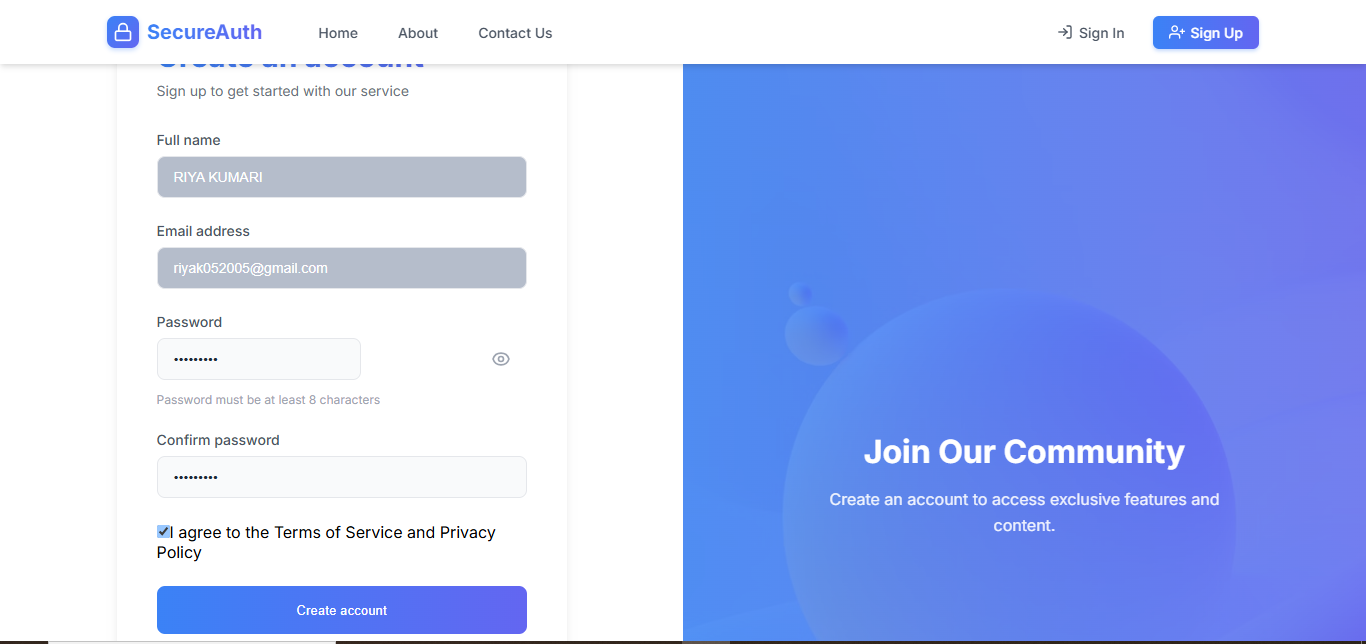 SecureAuth
Home
About
Contact Us
Sign In
Sign Up
Create an account
Sign up to get started with our service
Full name
RIYA KUMARI
Email address
riyak052005@gmail.com
Password
•••••••••
Password must be at least 8 characters
Confirm password
•••••••••
I agree to the Terms of Service and Privacy
Policy
Create account
Join Our Community
Create an account to access exclusive features and
content.